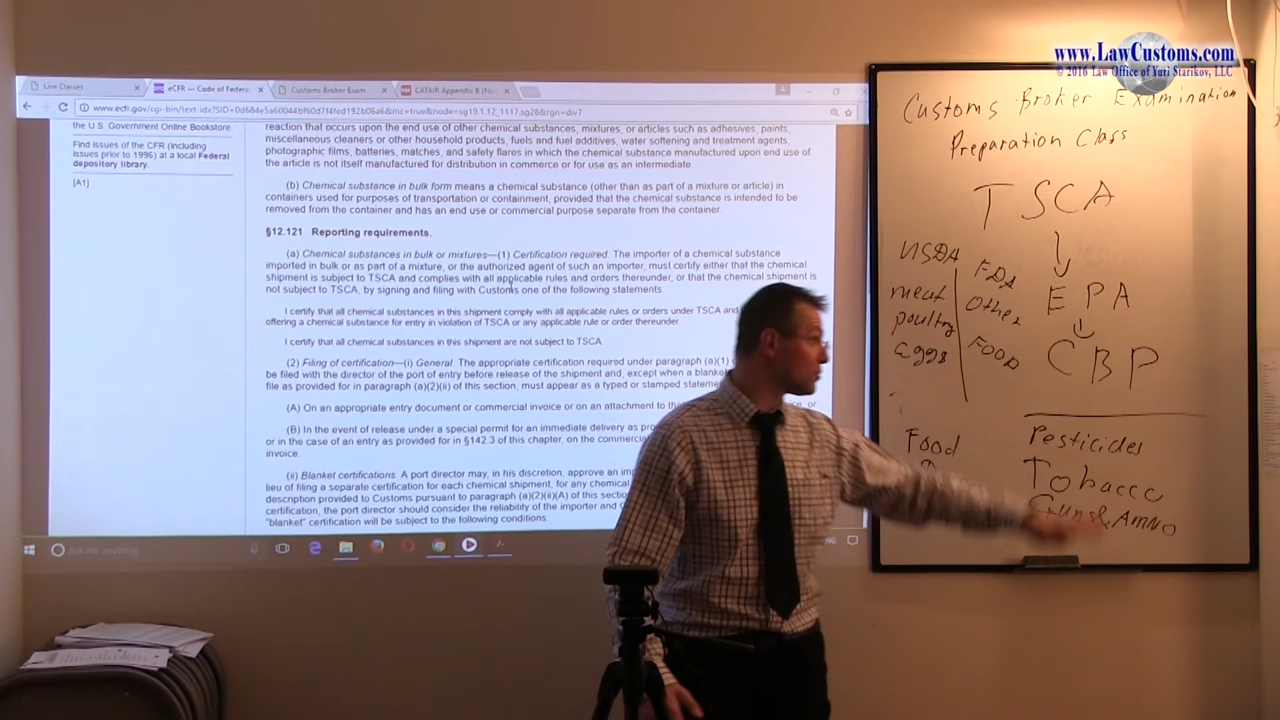 www.LawCustoms.com
© 2016 Law Office of Yuri Starikov, LLC
Live Classes
eCFR — Code of Federa
Customs Broker Exam
CATAIR Appendix B (No
www.ecfr.gov/cgi-bin/text-idx?SID=0d684e5a60044bf60d7f4fed192b06a6&mc=true&node=sg19.1.12_1117.sg28&rgn=div7
the U.S. Government Online Bookstore.
Find issues of the CFR (including
issues prior to 1996) at a local Federal
depository library.
[A1]
reaction that occurs upon the end use of other chemical substances, mixtures, or articles such as adhesives, paints,
miscellaneous cleaners or other household products, fuels and fuel additives, water softening and treatment agents,
photographic films, batteries, matches, and safety flares in which the chemical substance manufactured upon end use of
the article is not itself manufactured for distribution in commerce or for use as an intermediate.
(b) Chemical substance in bulk form means a chemical substance (other than as part of a mixture or article) in
containers used for purposes of transportation or containment, provided that the chemical substance is intended to be
removed from the container and has an end use or commercial purpose separate from the container.
§12.121 Reporting requirements.
(a) Chemical substances in bulk or mixtures—(1) Certification required. The importer of a chemical substance
imported in bulk or as part of a mixture, or the authorized agent of such an importer, must certify either that the chemical
shipment is subject to TSCA and complies with all applicable rules and orders thereunder, or that the chemical shipment is
not subject to TSCA, by signing and filing with Customs one of the following statements:
I certify that all chemical substances in this shipment comply with all applicable rules or orders under TSCA and
offering a chemical substance for entry in violation of TSCA or any applicable rule or order thereunder.
I certify that all chemical substances in this shipment are not subject to TSCA.
(2) Filing of certification—(i) General. The appropriate certification required under paragraph (a)(1)
be filed with the director of the port of entry before release of the shipment and, except when a blanket
file as provided for in paragraph (a)(2)(ii) of this section, must appear as a typed or stamped stateme
(A) On an appropriate entry document or commercial invoice or on an attachment to th
or
(B) In the event of release under a special permit for an immediate delivery as pro
or in the case of an entry as provided for in §142.3 of this chapter, on the commerc
invoice.
(ii) Blanket certifications. A port director may, in his discretion, approve an im
lieu of filing a separate certification for each chemical shipment, for any chemical
description provided to Customs pursuant to paragraph (a)(2)(ii)(A) of this section
certification, the port director should consider the reliability of the importer and
"blanket" certification will be subject to the following conditions:
Ask me anything
Customs Broker Examination
Preparation Class
TSCA
USDA
meat
poultry
eggs
FDA
Other
FOOD
EPA
CBP
Food
Pesticides
Tobacco
Guns & Ammo